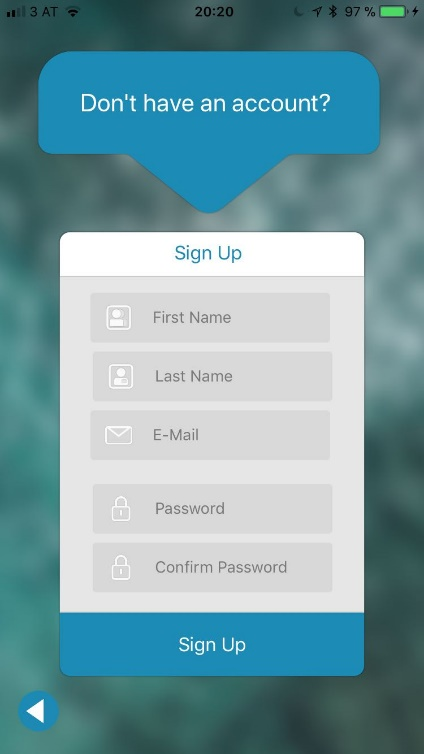 3 AT 20:20 97 %
Don't have an account?
Sign Up
First Name
Last Name
E-Mail
Password
Confirm Password
Sign Up